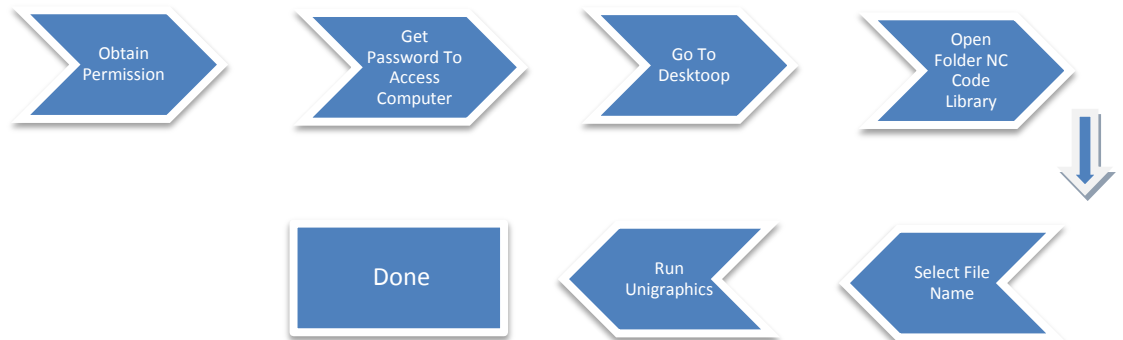 Obtain
Permission
Get
Password To
Access
Computer
Go To
Desktoop
Open
Folder NC
Code
Library
Select File
Name
Run
Unigraphics
Done